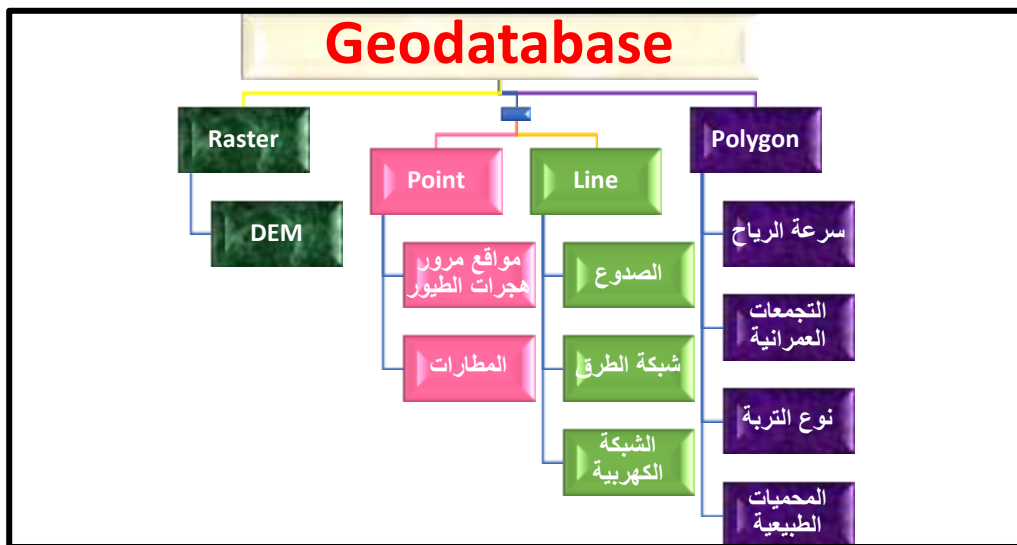 Geodatabase
Raster
DEM
Point
مواقع مرور
هجرات الطيور
المطارات
Line
الصدوع
شبكة الطرق
الشبكة
الكهربية
Polygon
سرعة الرياح
التجمعات
العمرانية
نوع التربة
المحميات
الطبيعية